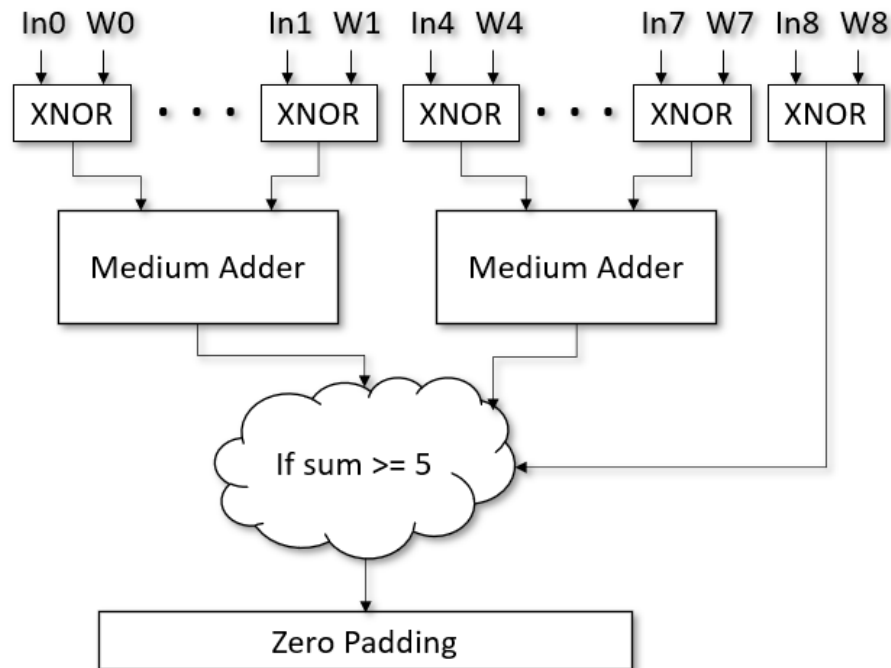 In0 W0 In1 W1 In4 W4 In7 W7 In8 W8
XNOR • • • XNOR XNOR • • • XNOR XNOR
Medium Adder Medium Adder
If sum >= 5
Zero Padding